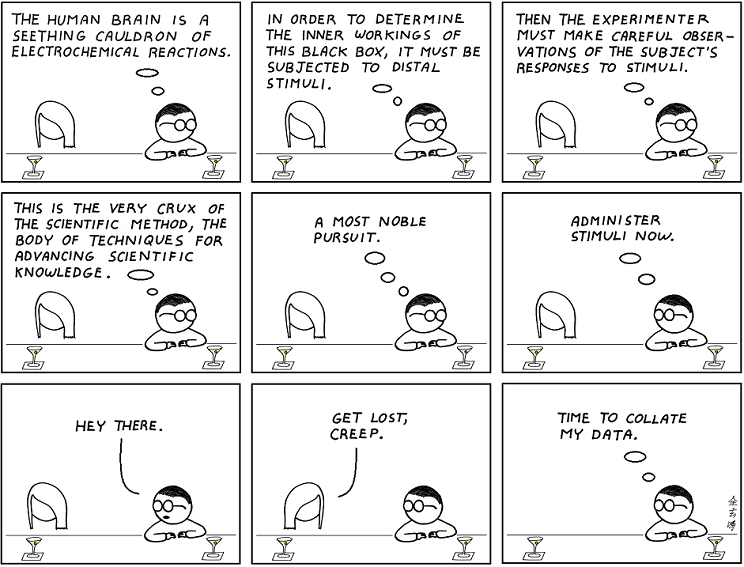 THE HUMAN BRAIN IS A
SEETHING CAULDRON OF
ELECTROCHEMICAL REACTIONS.
IN ORDER TO DETERMINE
THE INNER WORKINGS OF
THIS BLACK BOX, IT MUST BE
SUBJECTED TO DISTAL
STIMULI.
THEN THE EXPERIMENTER
MUST MAKE CAREFUL OBSER-
VATIONS OF THE SUBJECT'S
RESPONSES TO STIMULI.
THIS IS THE VERY CRUX OF
THE SCIENTIFIC METHOD, THE
BODY OF TECHNIQUES FOR
ADVANCING SCIENTIFIC
KNOWLEDGE.
A MOST NOBLE
PURSUIT.
ADMINISTER
STIMULI NOW.
HEY THERE.
GET LOST,
CREEP.
TIME TO COLLATE
MY DATA.